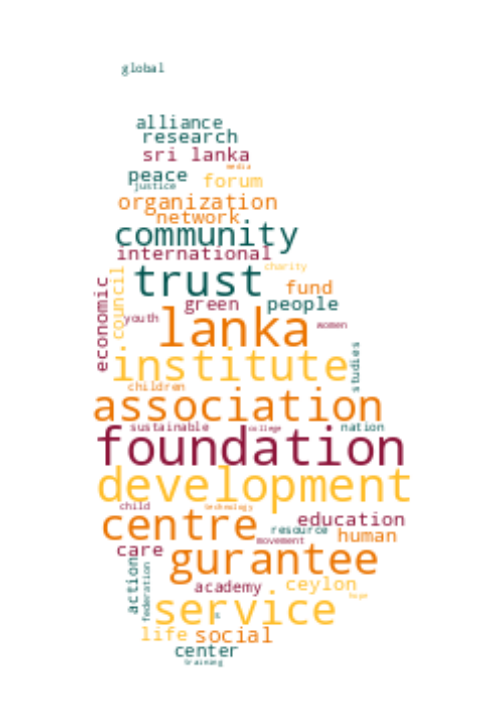 global
alliance
research
sri lanka
media
peace
justice
forum
organization
network
community
international
charity
trust
economic
council
fund
green
people
youth
lanka
women
institute
studies
children
association
sustainable
college
nation
foundation
development
child
technology
centre
education
resource
human
movement
care
gurantee
action
federation
academy
ceylon
hope
service
s
life
social
center
training